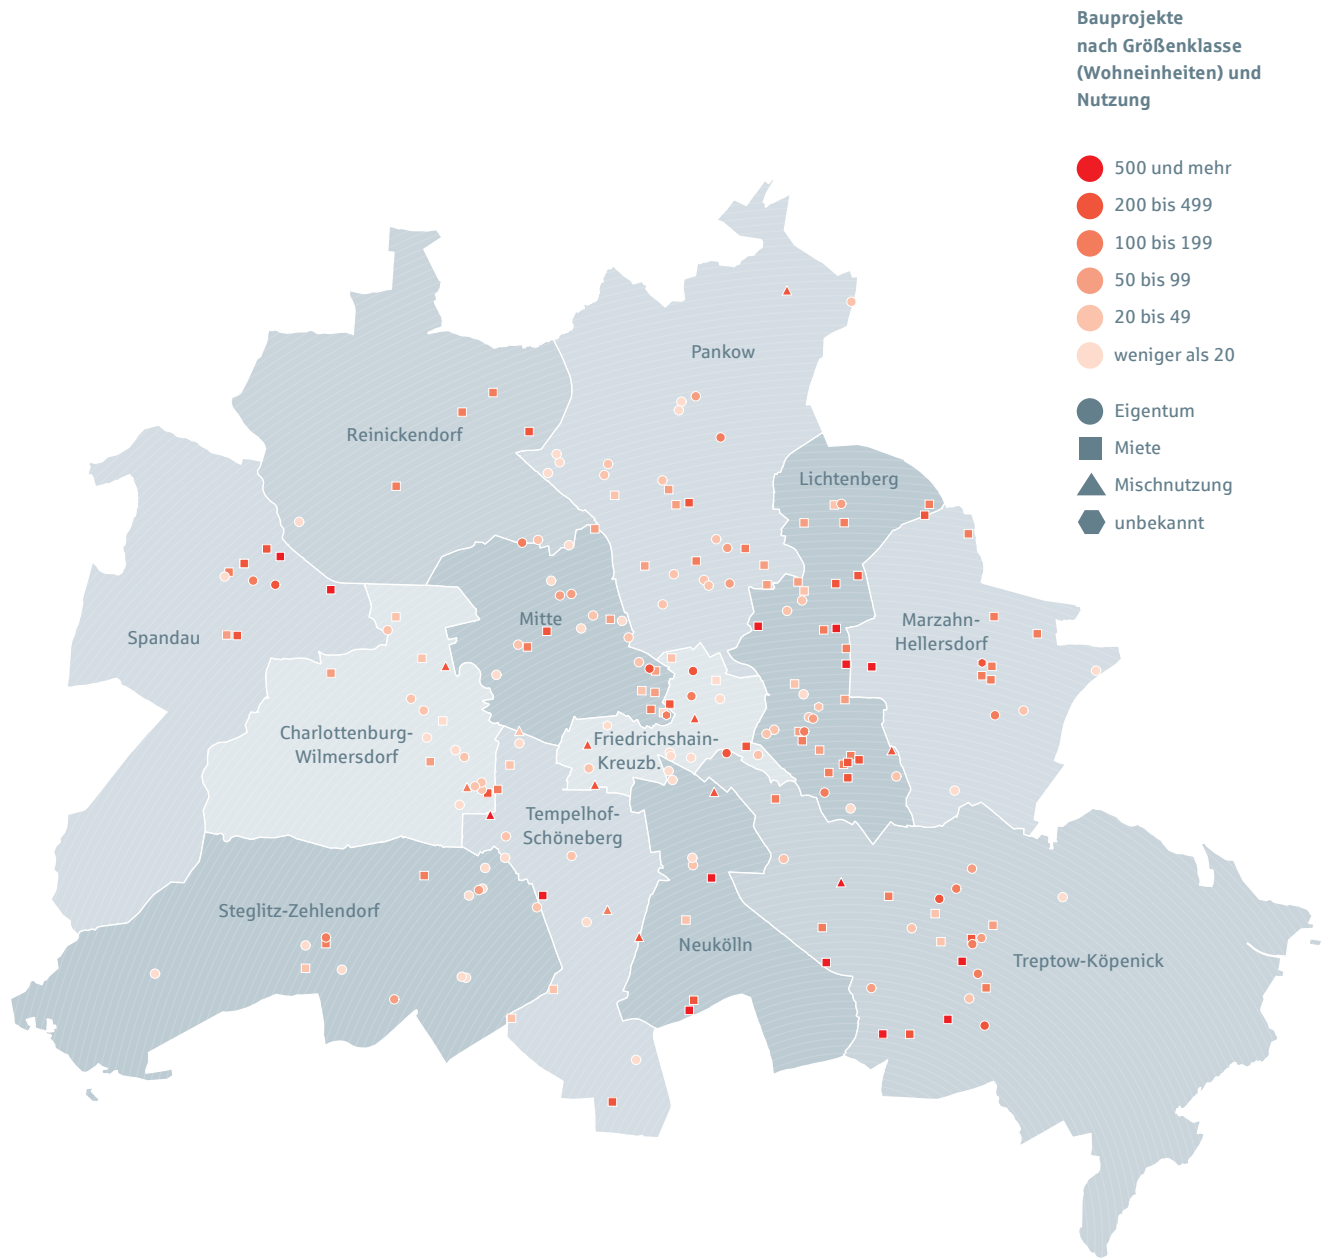 Bauprojekte
nach Größenklasse
(Wohneinheiten) und
Nutzung
500 und mehr
200 bis 499
100 bis 199
50 bis 99
20 bis 49
weniger als 20
Eigentum
Miete
Mischnutzung
unbekannt
Pankow
Reinickendorf
Lichtenberg
Spandau
Mitte
Marzahn-
Hellersdorf
Charlottenburg-
Wilmersdorf
Friedrichshain-
Kreuzb.
Tempelhof-
Schöneberg
Steglitz-Zehlendorf
Neukölln
Treptow-Köpenick